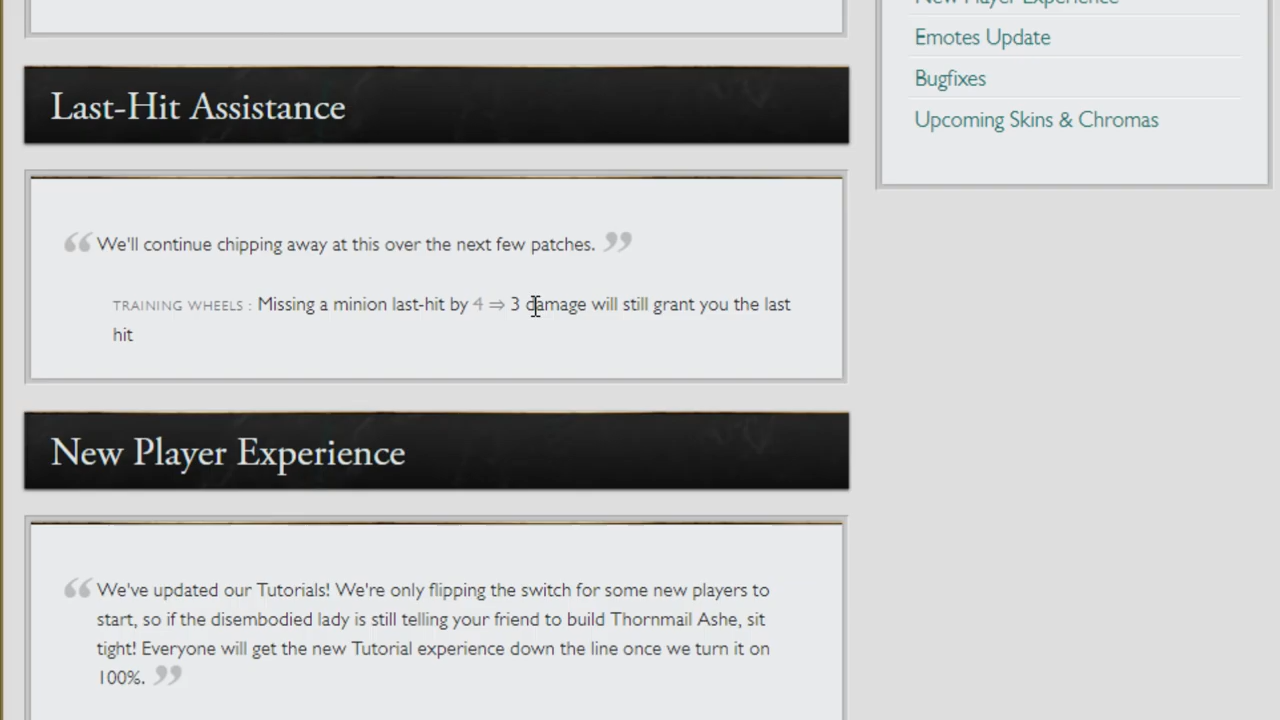 New Player Experience
Emotes Update
Bugfixes
Upcoming Skins & Chromas
Last-Hit Assistance
“ We'll continue chipping away at this over the next few patches. ”
TRAINING WHEELS : Missing a minion last-hit by 4 ⇒ 3 damage will still grant you the last
hit
New Player Experience
“ We've updated our Tutorials! We're only flipping the switch for some new players to
start, so if the disembodied lady is still telling your friend to build Thornmail Ashe, sit
tight! Everyone will get the new Tutorial experience down the line once we turn it on
100%. ”